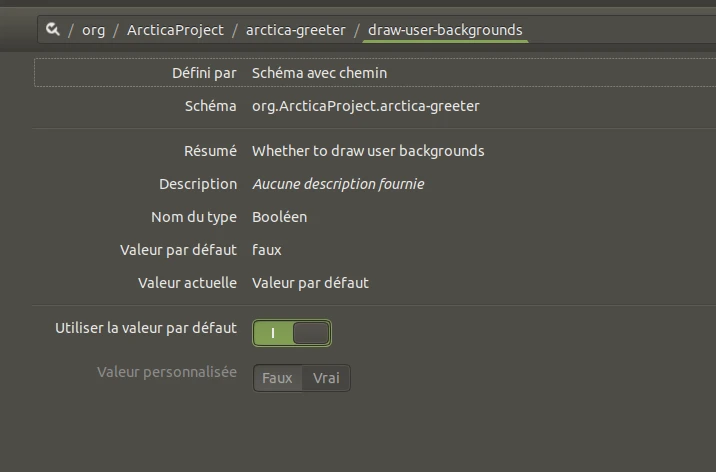 / org / ArcticaProject / arctica-greeter / draw-user-backgrounds
Défini par Schéma avec chemin
Schéma org.ArcticaProject.arctica-greeter
Résumé Whether to draw user backgrounds
Description Aucune description fournie
Nom du type Booléen
Valeur par défaut faux
Valeur actuelle Valeur par défaut
Utiliser la valeur par défaut
Valeur personnalisée Faux Vrai